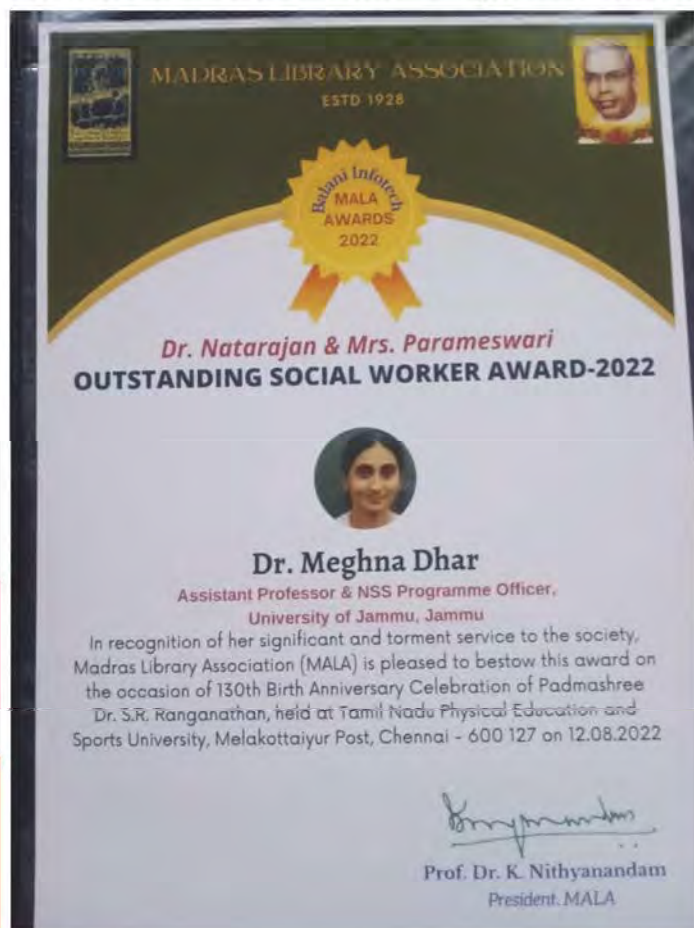 MADRAS LIBRARY ASSOCIATION
ESTD 1928
Balani Infotech
MALA
AWARDS
2022
Dr. Natarajan & Mrs. Parameswari
OUTSTANDING SOCIAL WORKER AWARD-2022
Dr. Meghna Dhar
Assistant Professor & NSS Programme Officer,
University of Jammu, Jammu
In recognition of her significant and torment service to the society,
Madras Library Association (MALA) is pleased to bestow this award on
the occasion of 130th Birth Anniversary Celebration of Padmashree
Dr. S.R. Ranganathan, held at Tamil Nadu Physical Education and
Sports University, Melakottaiyur Post, Chennai - 600 127 on 12.08.2022
Prof. Dr. K. Nithyanandam
President. MALA